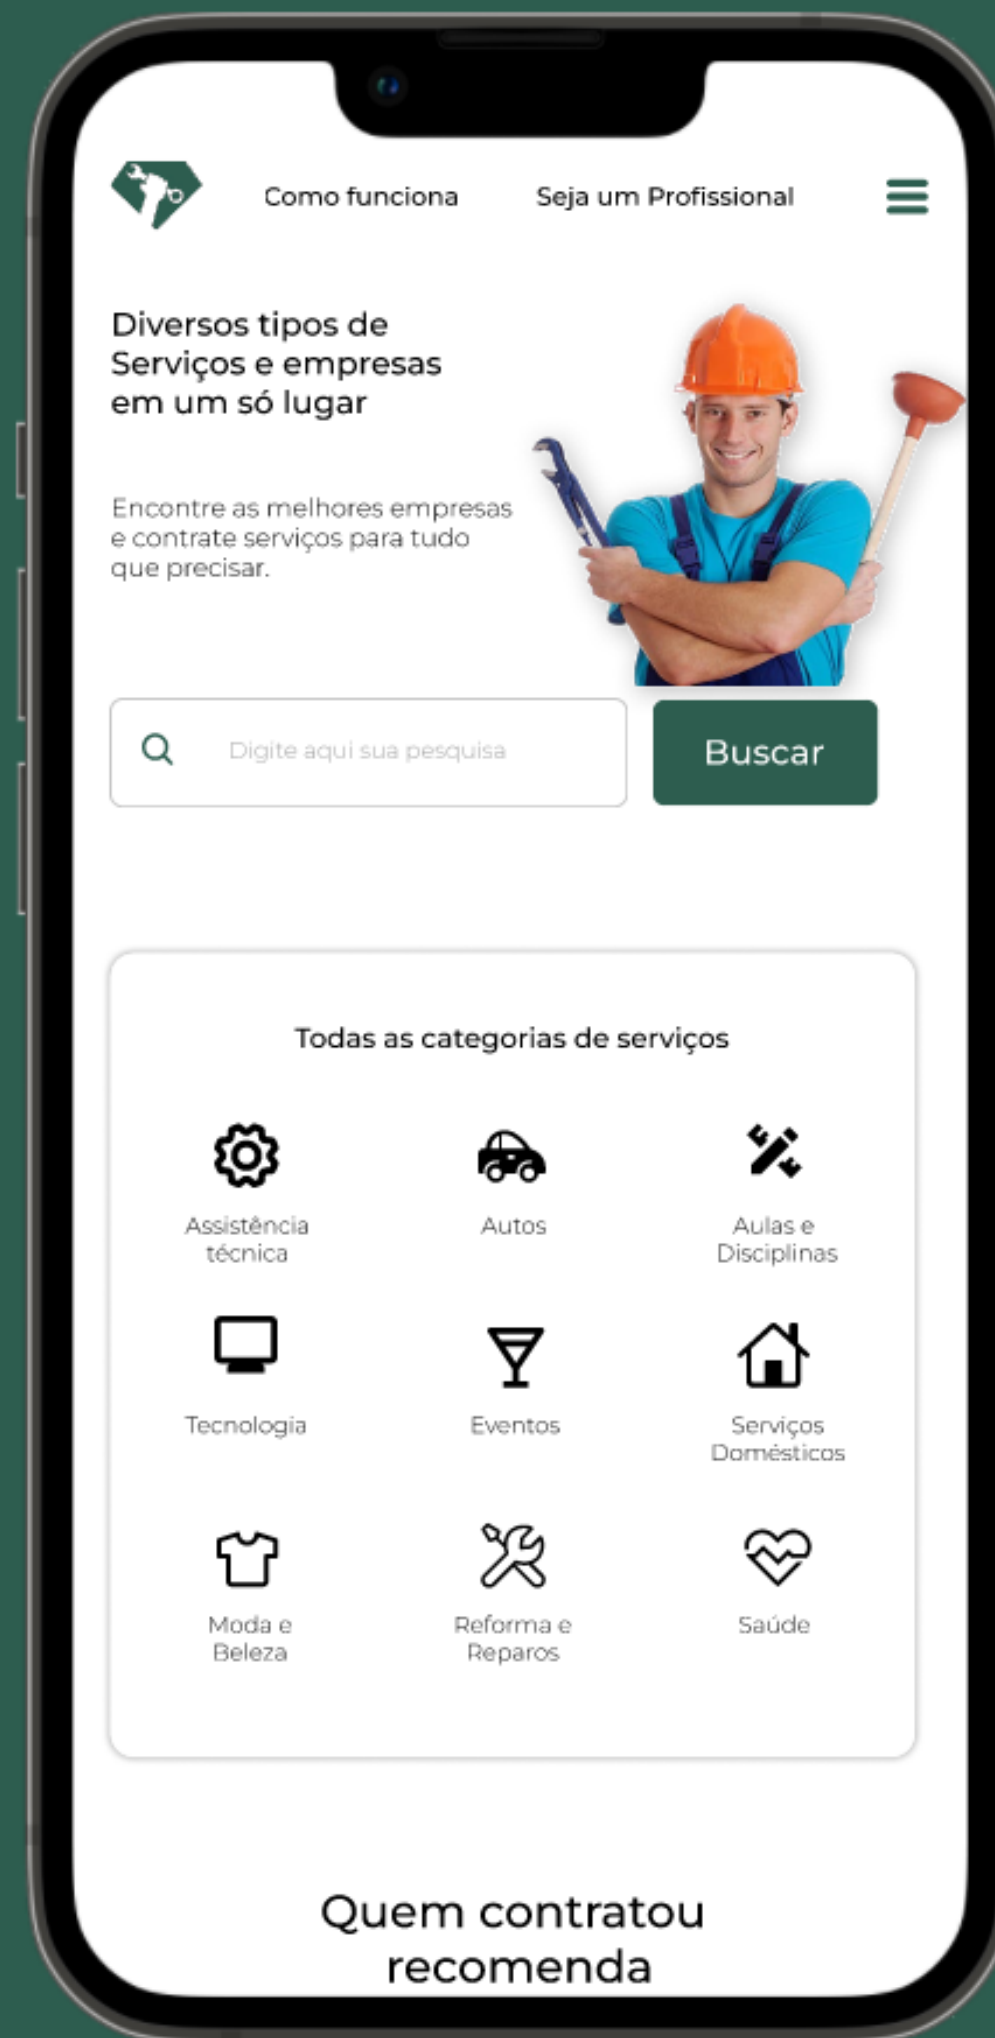 Como funciona
Seja um Profissional
Diversos tipos de
Serviços e empresas
em um só lugar
Encontre as melhores empresas
e contrate serviços para tudo
que precisar.
Digite aqui sua pesquisa
Buscar
Todas as categorias de serviços
Assistência
técnica
Autos
Aulas e
Disciplinas
Tecnologia
Eventos
Serviços
Domésticos
Moda e
Beleza
Reforma e
Reparos
Saúde
Quem contratou
recomenda